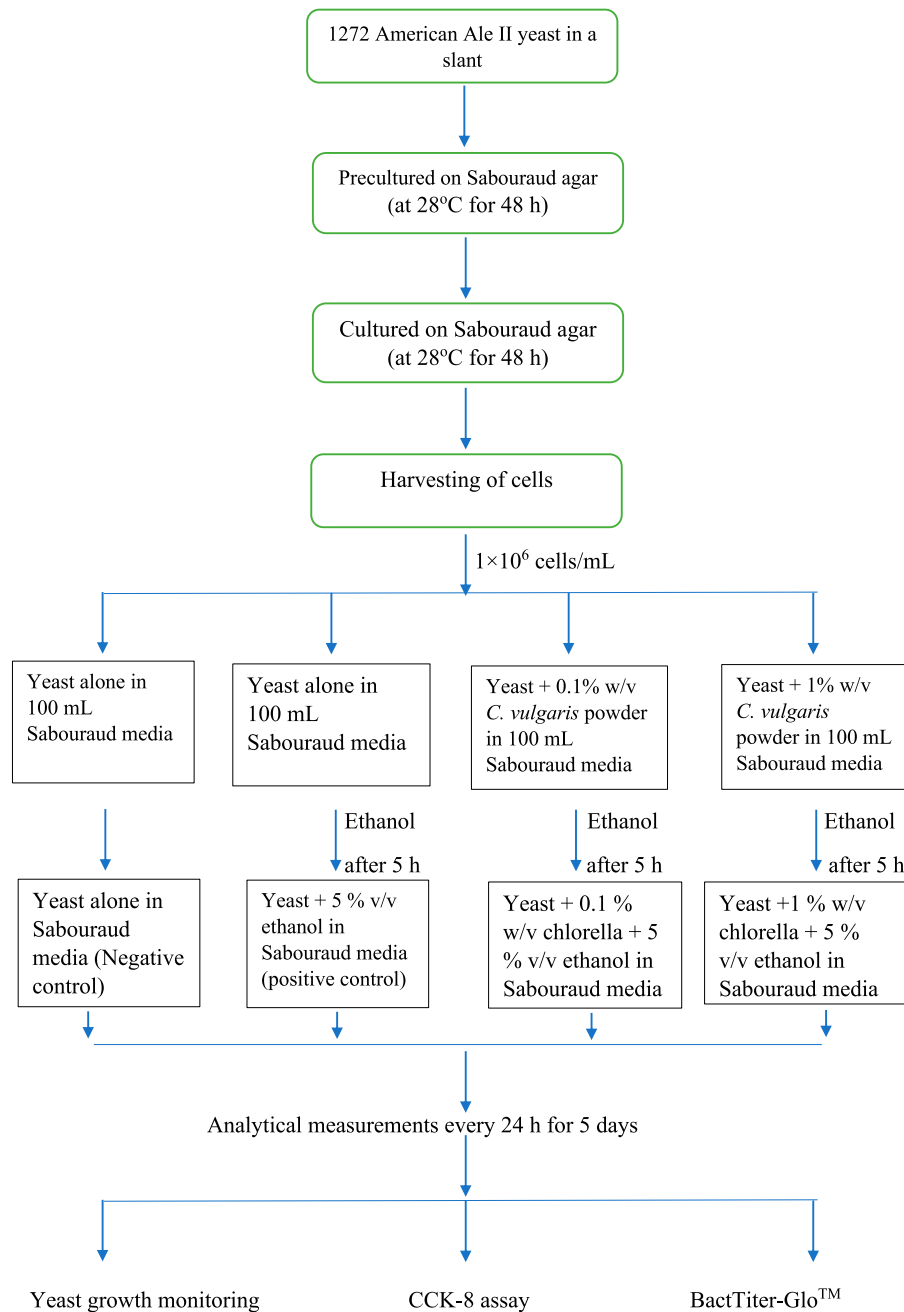 1272 American Ale II yeast in a
slant
Precultured on Sabouraud agar
(at 28°C for 48 h)
Cultured on Sabouraud agar
(at 28°C for 48 h)
Harvesting of cells
1×10⁶ cells/mL
Yeast alone in
100 mL
Sabouraud media
Yeast alone in
100 mL
Sabouraud media
Yeast + 0.1% w/v
C. vulgaris powder
in 100 mL
Sabouraud media
Yeast + 1% w/v
C. vulgaris
powder in 100 mL
Sabouraud media
Ethanol
after 5 h
Ethanol
after 5 h
Ethanol
after 5 h
Yeast alone in
Sabouraud
media (Negative
control)
Yeast + 5 % v/v
ethanol in
Sabouraud media
(positive control)
Yeast + 0.1 %
w/v chlorella + 5
% v/v ethanol in
Sabouraud media
Yeast +1 % w/v
chlorella + 5 %
v/v ethanol in
Sabouraud media
Analytical measurements every 24 h for 5 days
Yeast growth monitoring
CCK-8 assay
BactTiter-Glo™